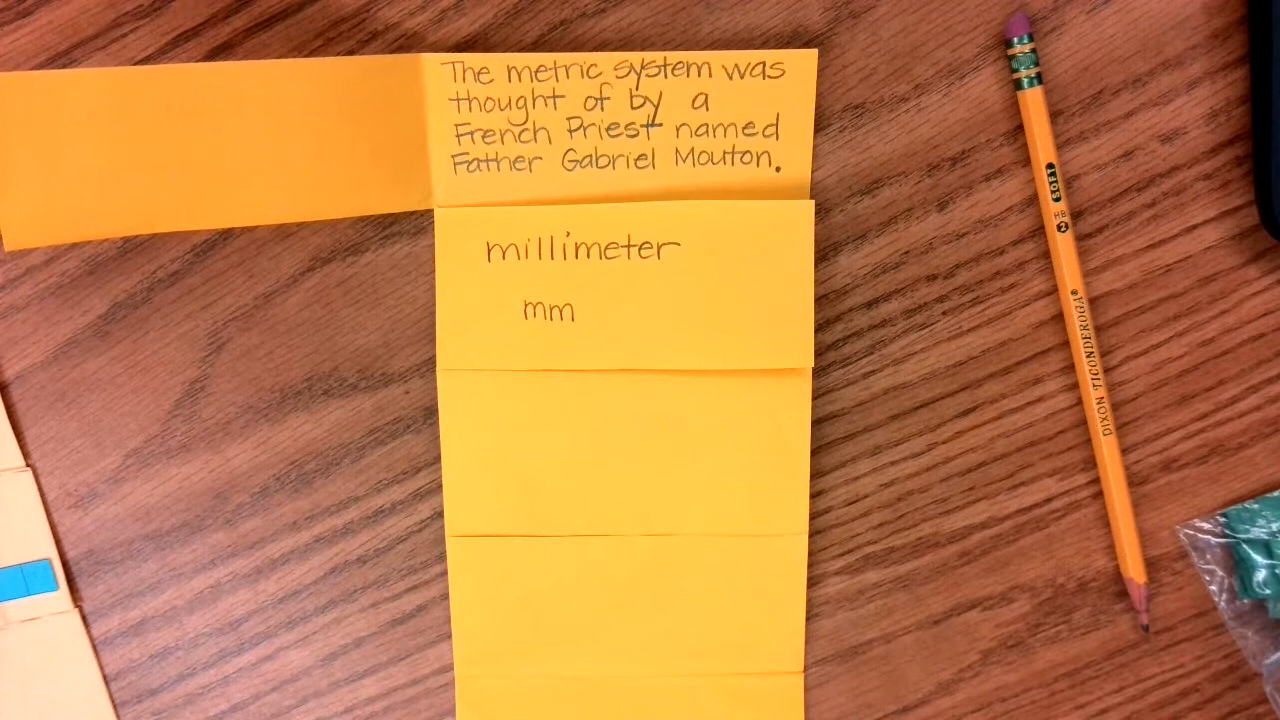 The metric system was
thought of by a
French Priest named
Father Gabriel Mouton.
millimeter
mm
DIXON TICONDEROGA®
HB
2
SOFT